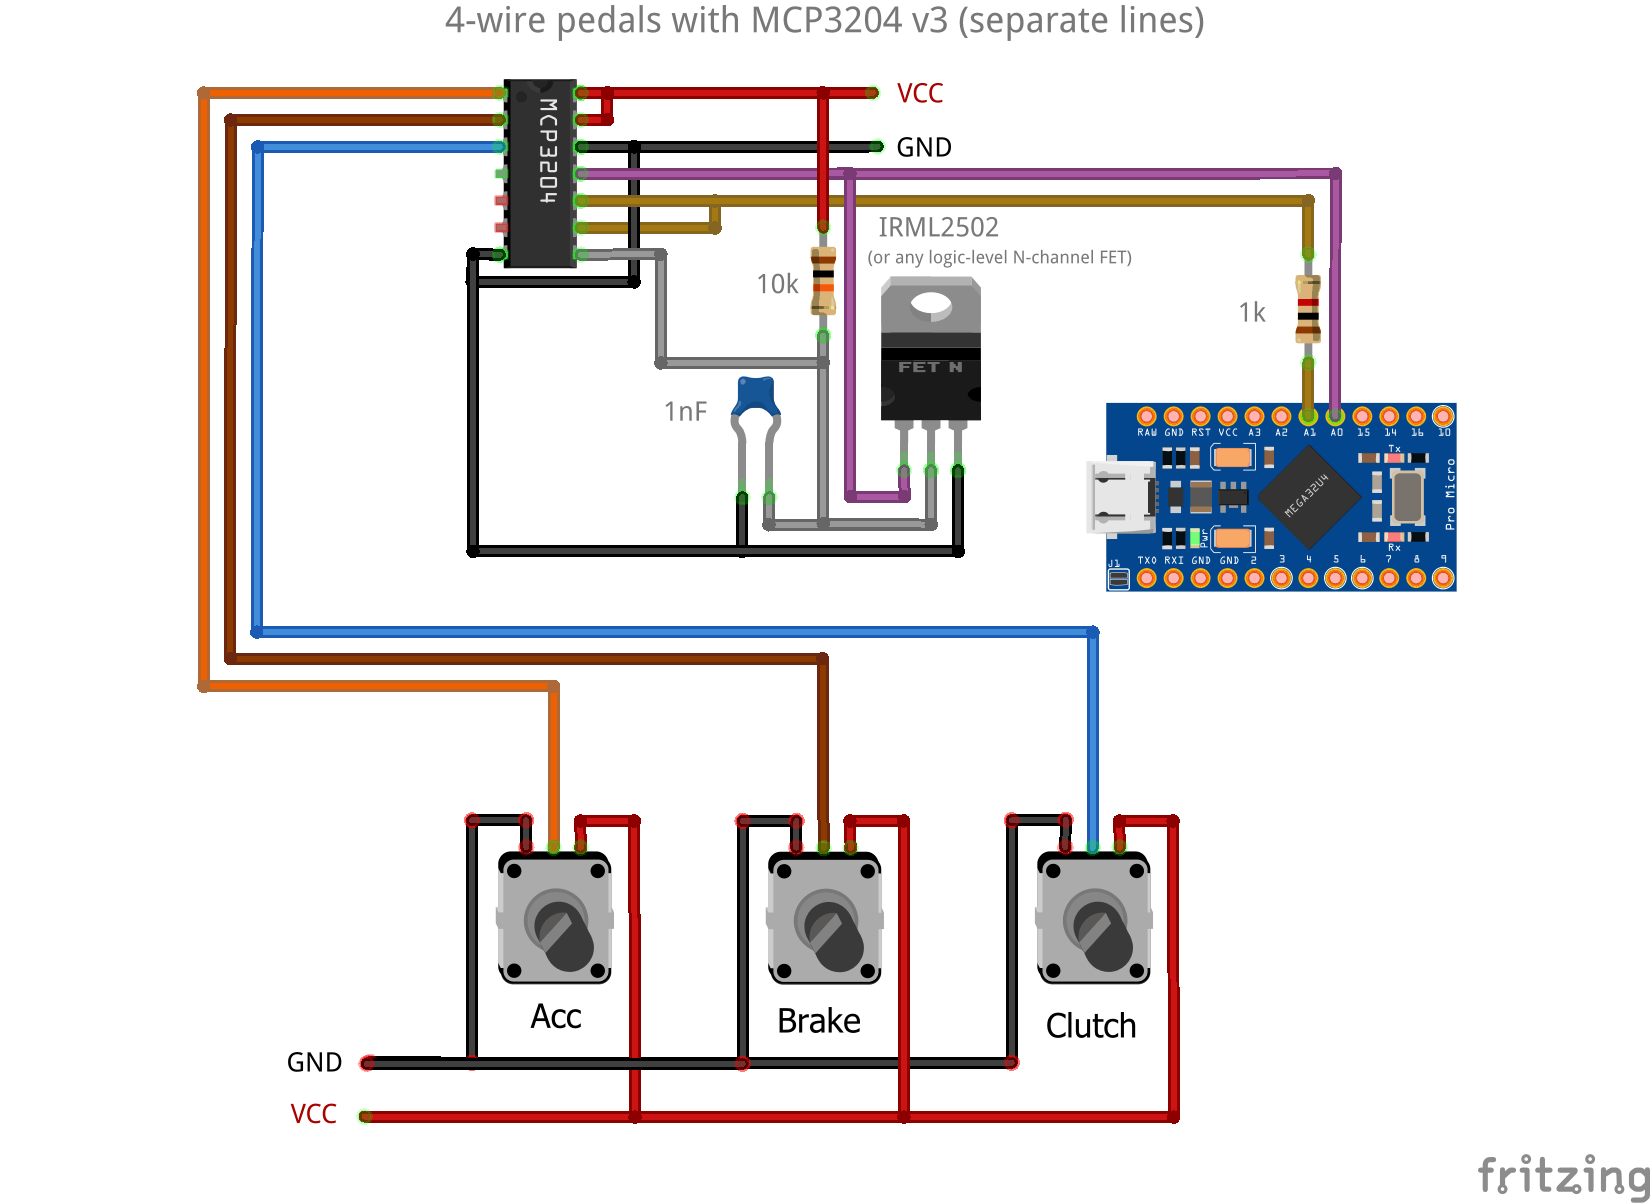 4-wire pedals with MCP3204 v3 (separate lines)
VCC
GND
MCP3204
IRML2502
(or any logic-level N-channel FET)
10k
1k
FET N
1nF
RAW GND RST VCC A3 A2 A1 A0 15 14 16 10
Tx
MEGA32U4
Pro Micro
Pwr
Rx
J1
TX0 RXI GND GND 2 3 4 5 6 7 8 9
Acc
Brake
Clutch
GND
VCC
fritzing